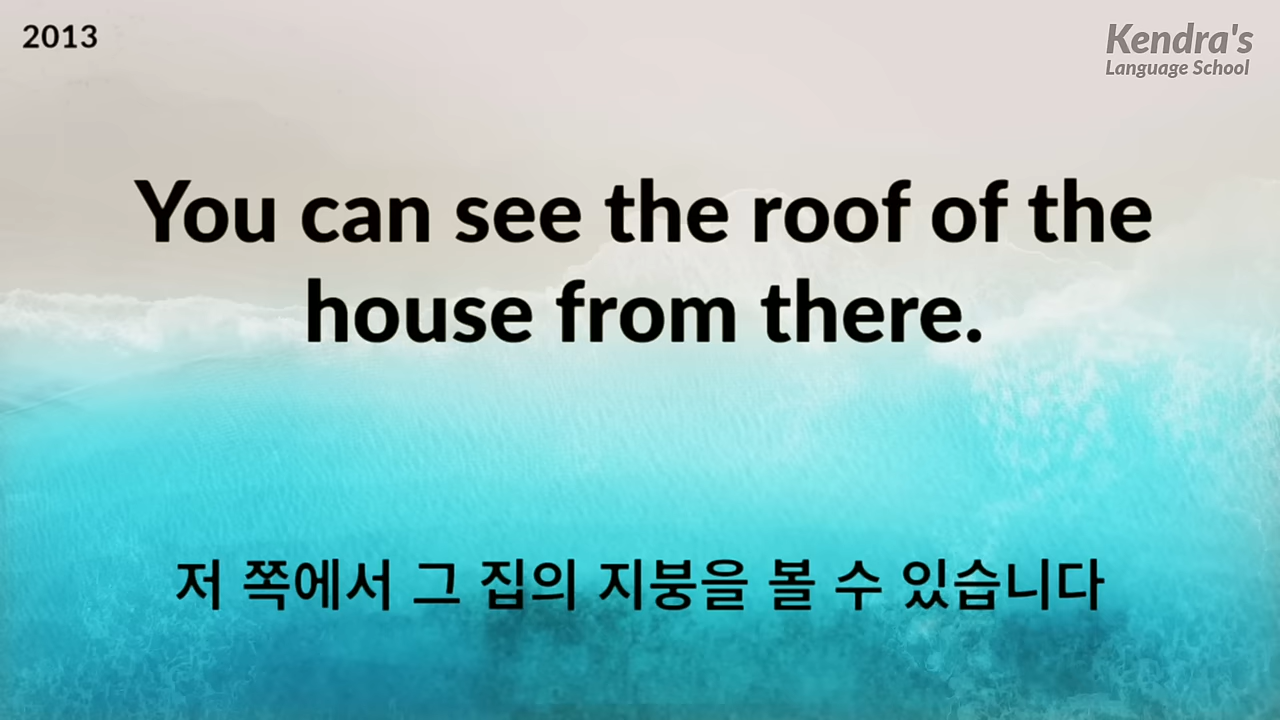 2013
Kendra's
Language School
You can see the roof of the
house from there.
저 쪽에서 그 집의 지붕을 볼 수 있습니다